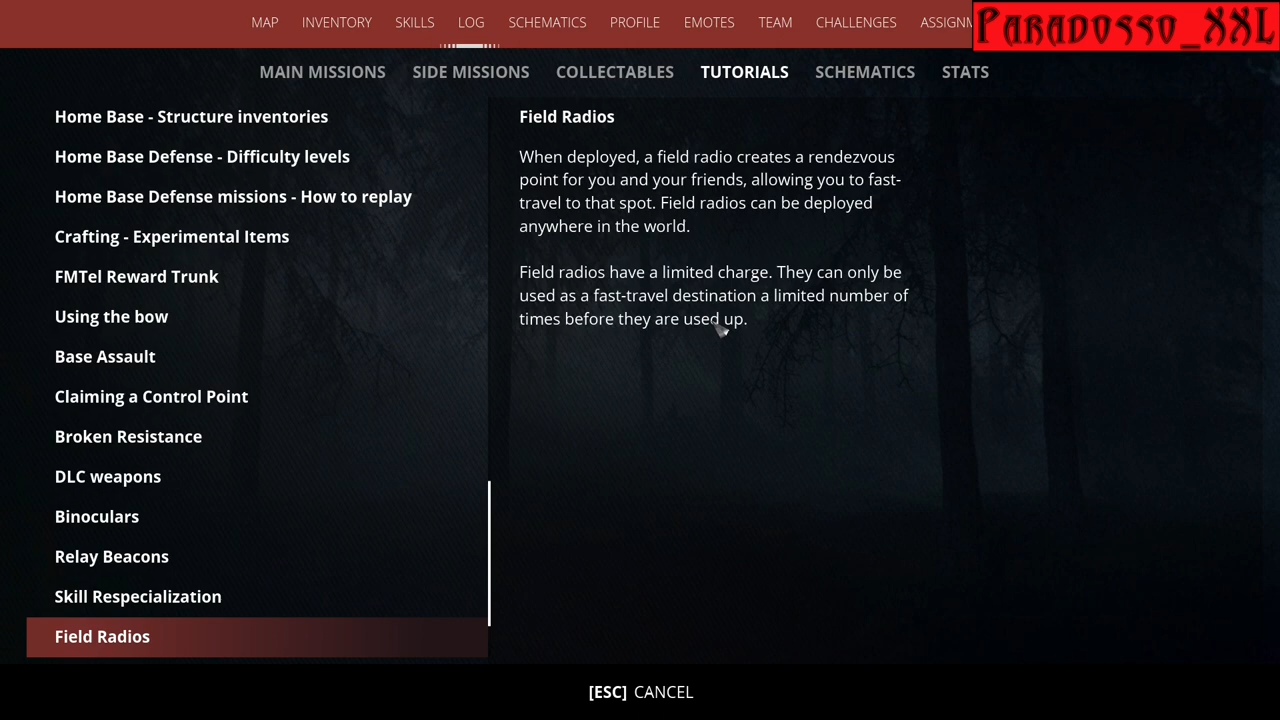 MAP INVENTORY SKILLS LOG SCHEMATICS PROFILE EMOTES TEAM CHALLENGES ASSIGNM
Paradosso_XXL
MAIN MISSIONS SIDE MISSIONS COLLECTABLES TUTORIALS SCHEMATICS STATS
Home Base - Structure inventories
Home Base Defense - Difficulty levels
Home Base Defense missions - How to replay
Crafting - Experimental Items
FMTel Reward Trunk
Using the bow
Base Assault
Claiming a Control Point
Broken Resistance
DLC weapons
Binoculars
Relay Beacons
Skill Respecialization
Field Radios
Field Radios
When deployed, a field radio creates a rendezvous
point for you and your friends, allowing you to fast-
travel to that spot. Field radios can be deployed
anywhere in the world.
Field radios have a limited charge. They can only be
used as a fast-travel destination a limited number of
times before they are used up.
[ESC] CANCEL